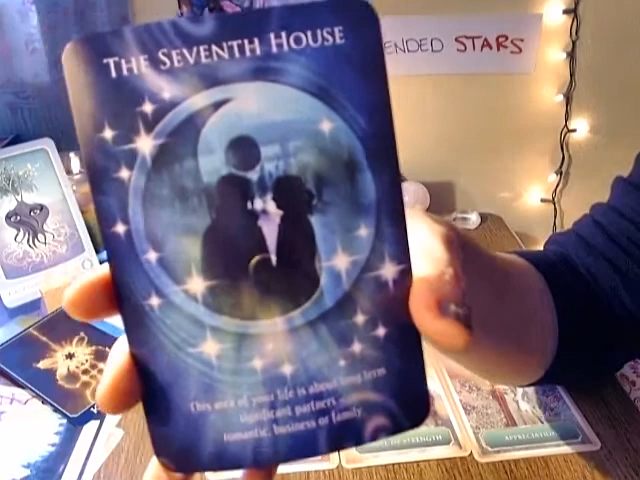 THE SEVENTH HOUSE
ENDED STARS
This area of your life is about long term
significant partners -
romantic, business or family
OF STRENGTH
APPRECIATION